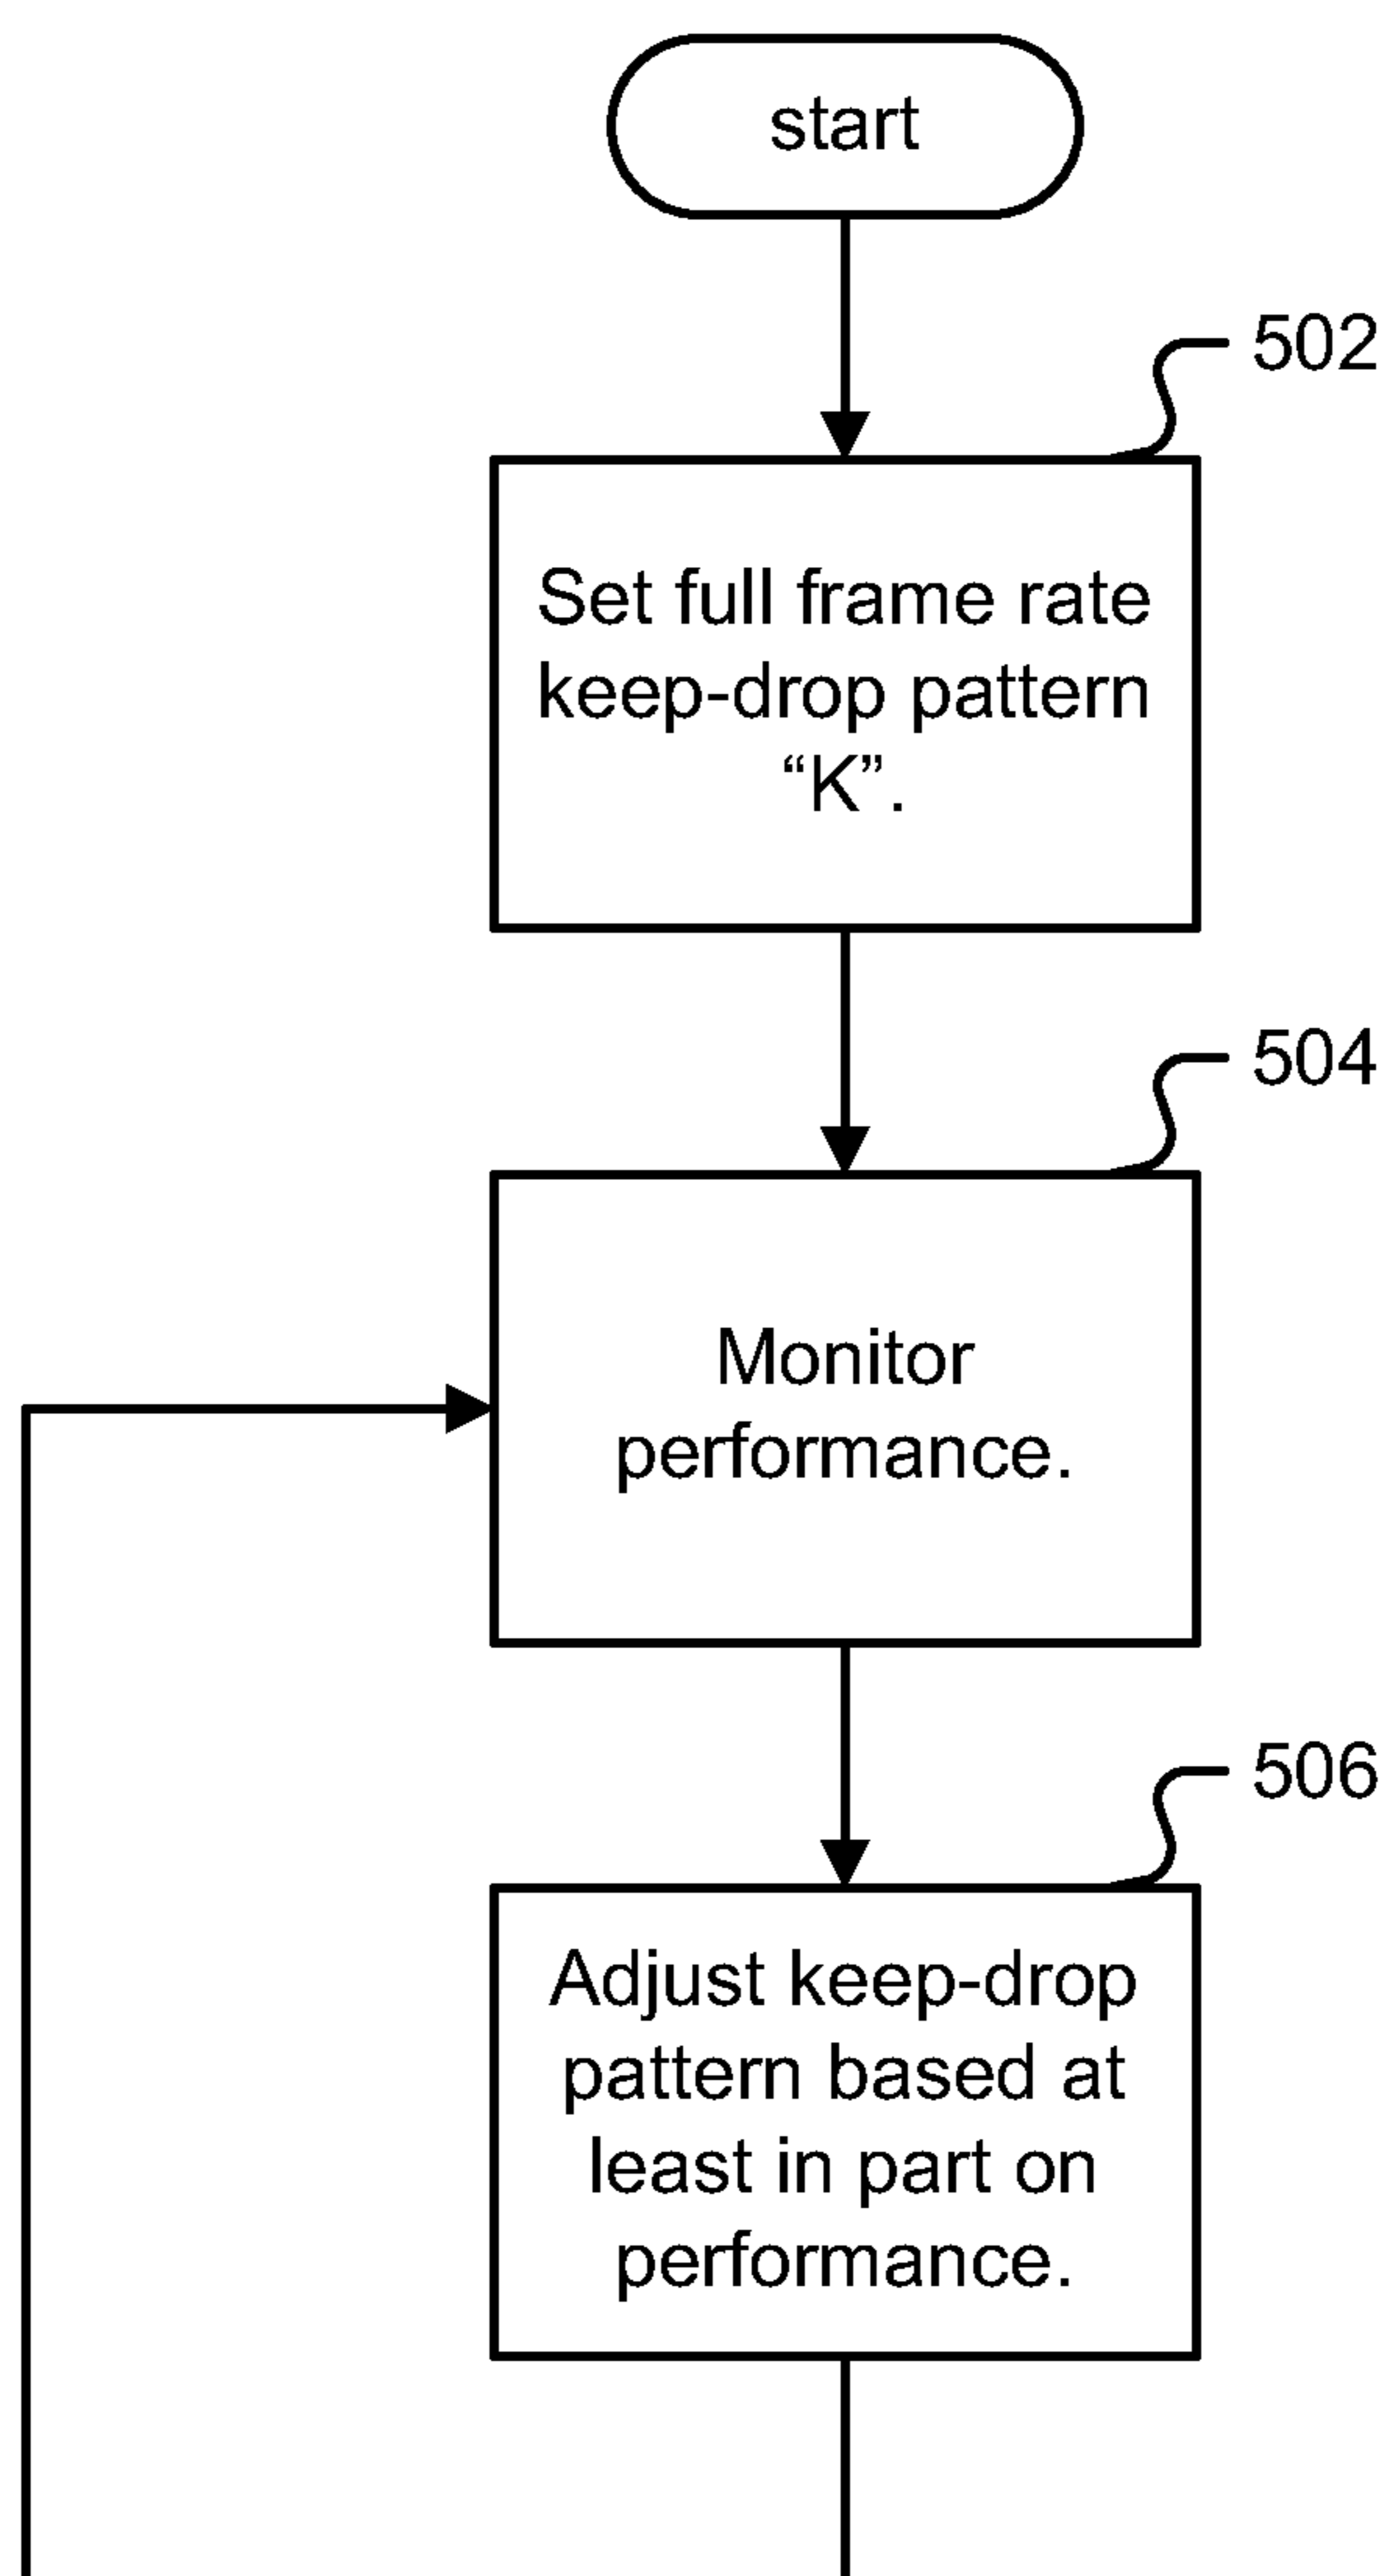 start
502
Set full frame rate
keep-drop pattern
“K”.
504
Monitor
performance.
506
Adjust keep-drop
pattern based at
least in part on
performance.